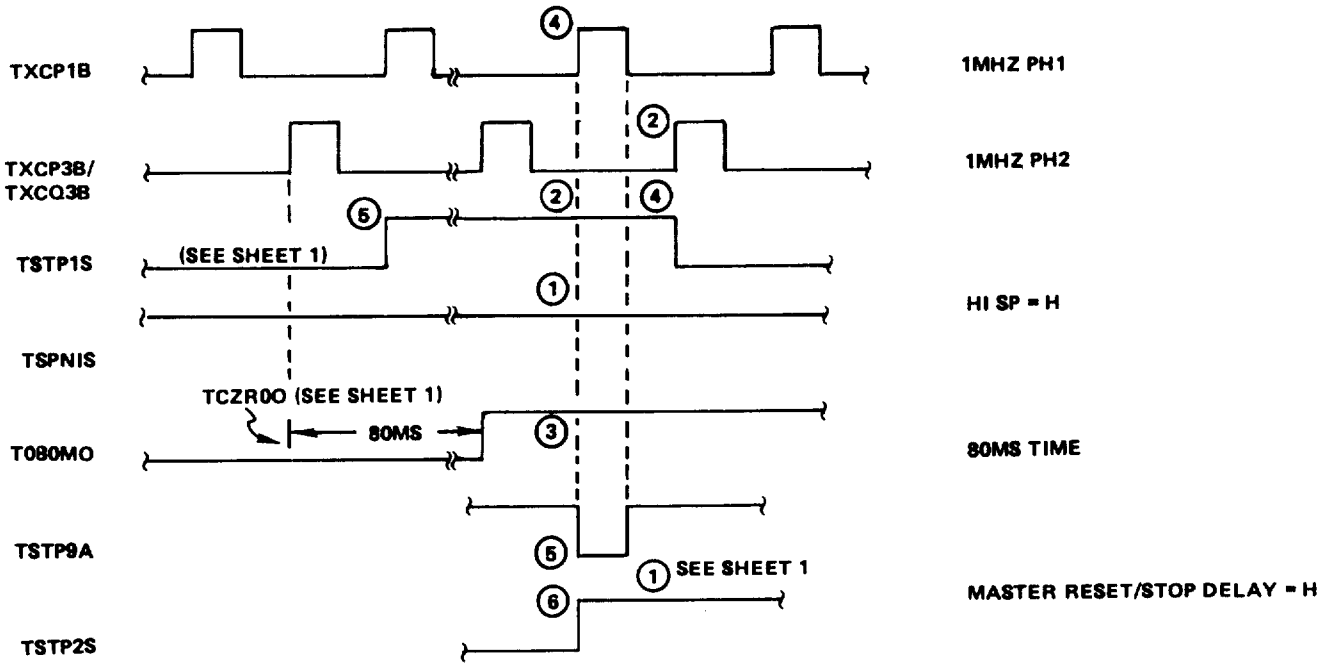 ④
TXCP1B
1MHZ PH1
②
TXCP3B/
TXCQ3B
1MHZ PH2
⑤ ② ④
TSTP1S
(SEE SHEET 1)
①
HI SP = H
TSPNIS
TCZR0O (SEE SHEET 1)
80MS
③
T080MO
80MS TIME
TSTP9A
⑤
① SEE SHEET 1
⑥
MASTER RESET/STOP DELAY = H
TSTP2S